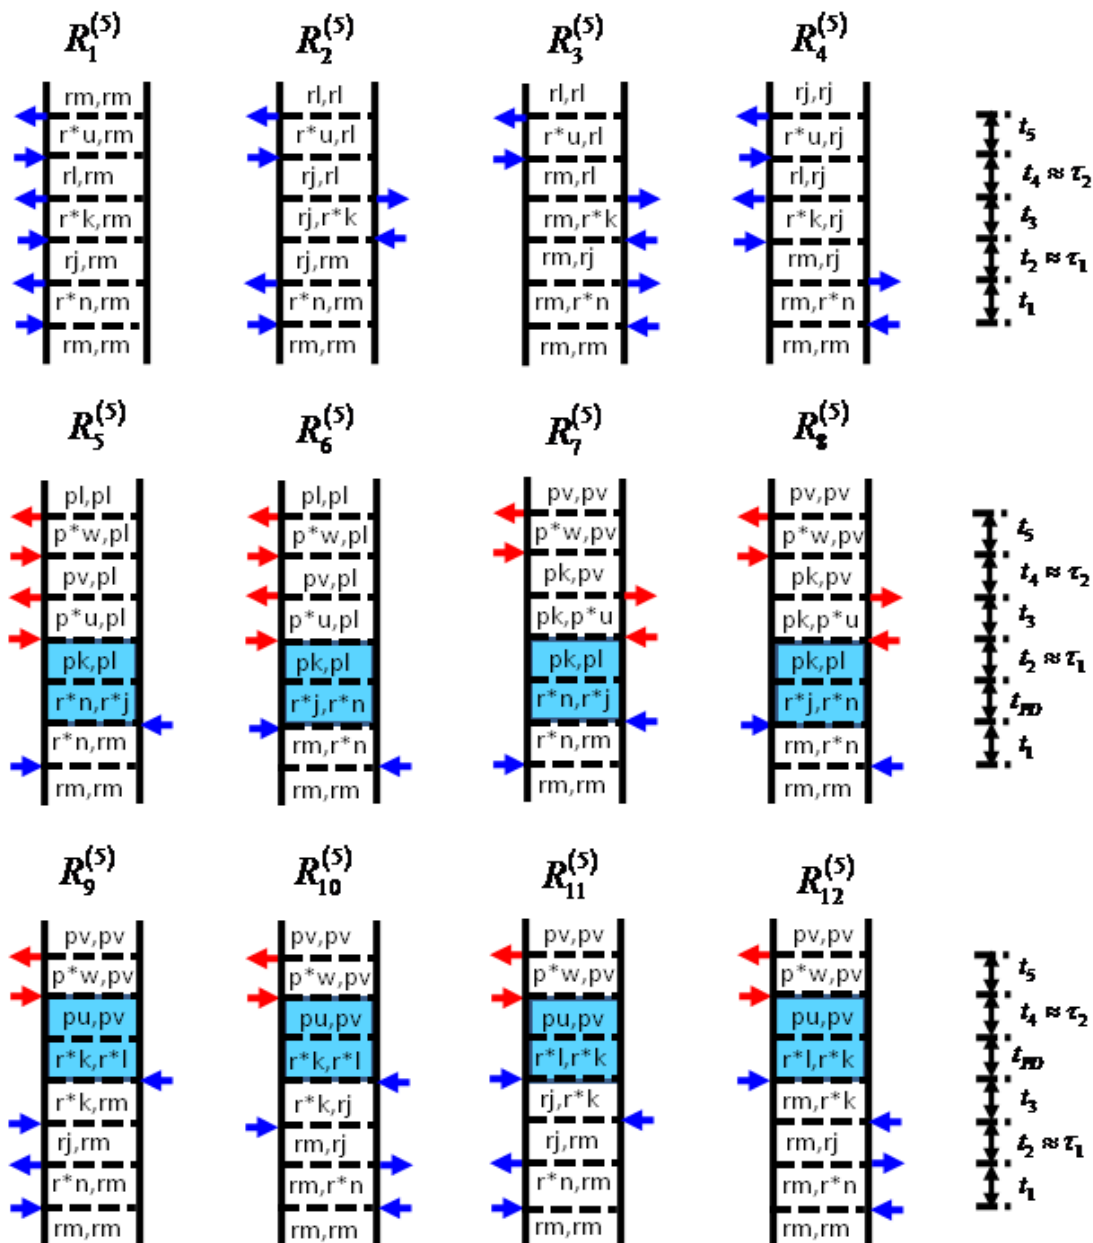 R₁⁽⁵⁾ R₂⁽⁵⁾ R₃⁽⁵⁾ R₄⁽⁵⁾
rm,rm rl,rl rl,rl rj,rj
r*u,rm r*u,rl r*u,rl r*u,rj t₅
rl,rm rj,rl rm,rl rl,rj t₄ ≈ τ₂
r*k,rm rj,r*k rm,r*k r*k,rj t₃
rj,rm rj,rm rm,rj rm,rj t₂ ≈ τ₁
r*n,rm r*n,rm rm,r*n rm,r*n t₁
rm,rm rm,rm rm,rm rm,rm
R₅⁽⁵⁾ R₆⁽⁵⁾ R₇⁽⁵⁾ R₈⁽⁵⁾
pl,pl pl,pl pv,pv pv,pv
p*w,pl p*w,pl p*w,pv p*w,pv t₅
pv,pl pv,pl pk,pv pk,pv t₄ ≈ τ₂
p*u,pl p*u,pl pk,p*u pk,p*u t₃
pk,pl pk,pl pk,pl pk,pl t₂ ≈ τ₁
r*n,r*j r*j,r*n r*n,r*j r*j,r*n t_PD
r*n,rm rm,r*n r*n,rm rm,r*n t₁
rm,rm rm,rm rm,rm rm,rm
R₉⁽⁵⁾ R₁₀⁽⁵⁾ R₁₁⁽⁵⁾ R₁₂⁽⁵⁾
pv,pv pv,pv pv,pv pv,pv
p*w,pv p*w,pv p*w,pv p*w,pv t₅
pu,pv pu,pv pu,pv pu,pv t₄ ≈ τ₂
r*k,r*l r*k,r*l r*l,r*k r*l,r*k t_PD
r*k,rm r*k,rj rj,r*k rm,r*k t₃
rj,rm rm,rj rj,rm rm,rj t₂ ≈ τ₁
r*n,rm rm,r*n r*n,rm rm,r*n t₁
rm,rm rm,rm rm,rm rm,rm